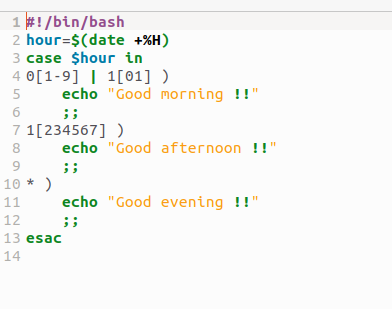 1 #!/bin/bash
2 hour=$(date +%H)
3 case $hour in
4 0[1-9] | 1[01] )
5     echo "Good morning !!"
6     ;;
7 1[234567] )
8     echo "Good afternoon !!"
9     ;;
10 * )
11     echo "Good evening !!"
12     ;;
13 esac
14